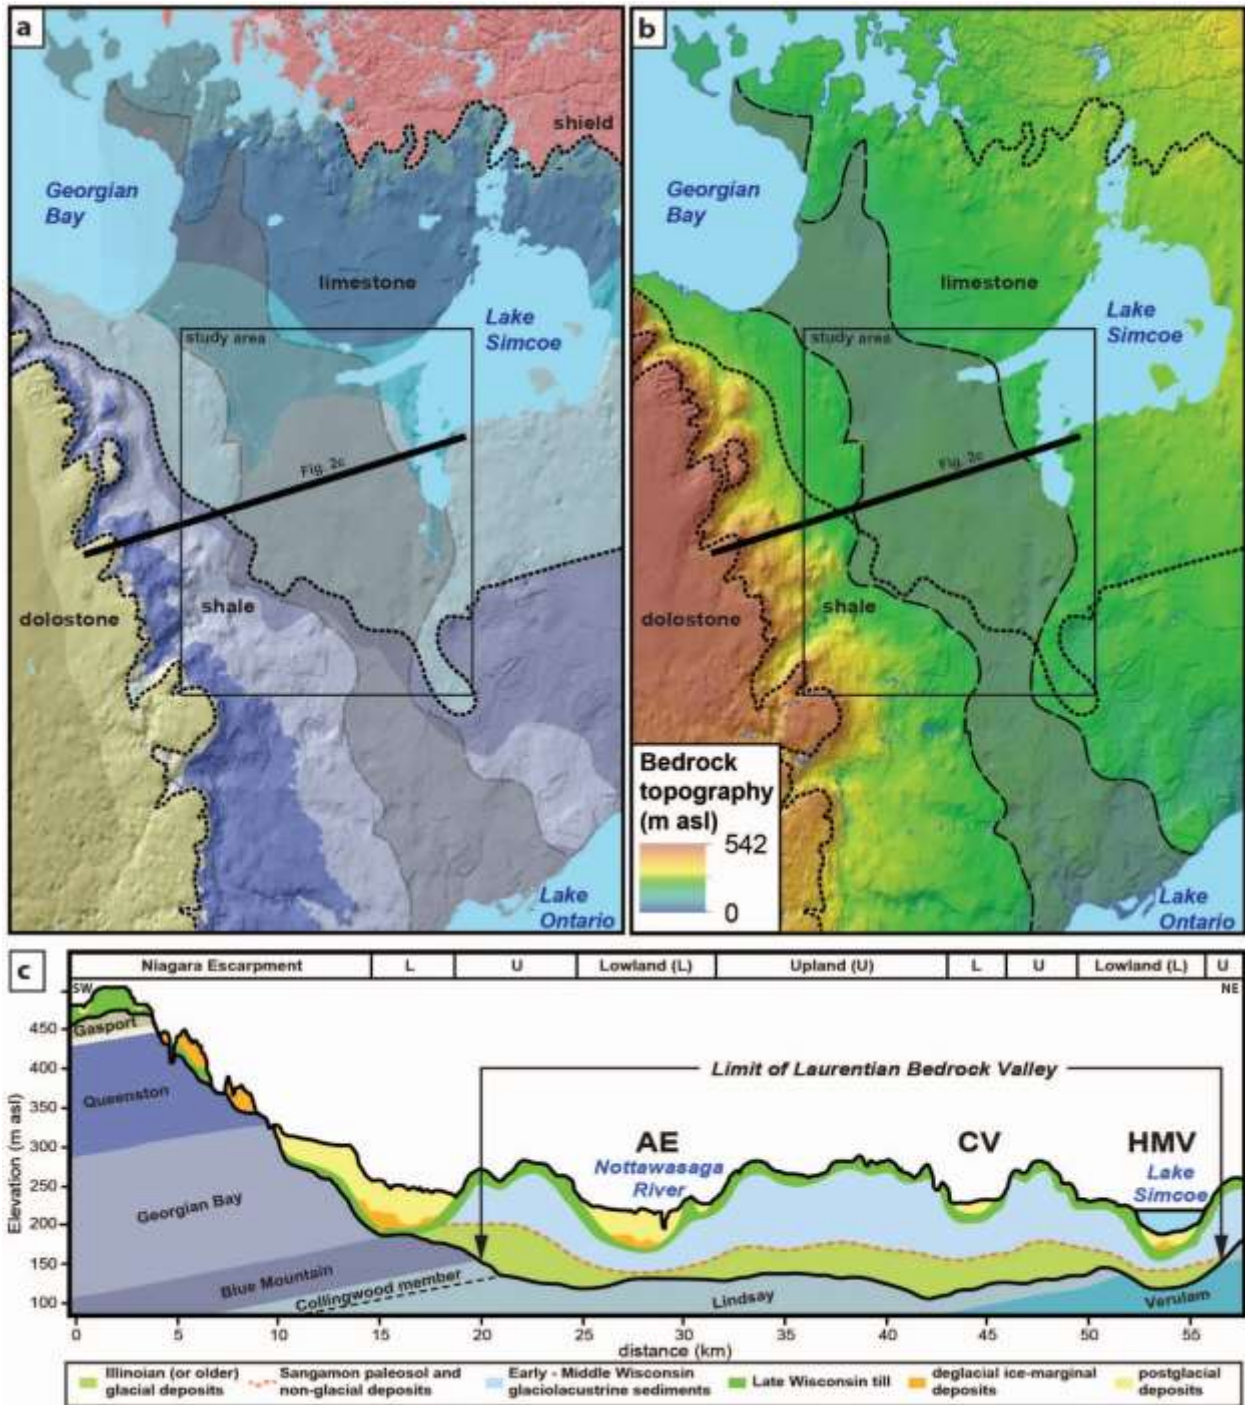 a
shield
Georgian
Bay
limestone
Lake
Simcoe
study area
Fig. 2c
shale
dolostone
Lake
Ontario
b
shield
Georgian
Bay
limestone
Lake
Simcoe
study area
Fig. 2c
shale
dolostone
Bedrock
topography
(m asl)
542
0
Lake
Ontario
c
Niagara Escarpment L U Lowland (L) Upland (U) L U Lowland (L) U
SW NE
Elevation (m asl)
450
400
350
300
250
200
150
100
Gasport
Queenston
Georgian Bay
Blue Mountain
Collingwood member
Lindsay
Verulam
Limit of Laurentian Bedrock Valley
AE CV HMV
Nottawasaga
River
Lake
Simcoe
0 5 10 15 20 25 30 35 40 45 50 55
distance (km)
Illinoian (or older)
glacial deposits
Sangamon paleosol and
non-glacial deposits
Early - Middle Wisconsin
glaciolacustrine sediments
Late Wisconsin till
deglacial ice-marginal
deposits
postglacial
deposits